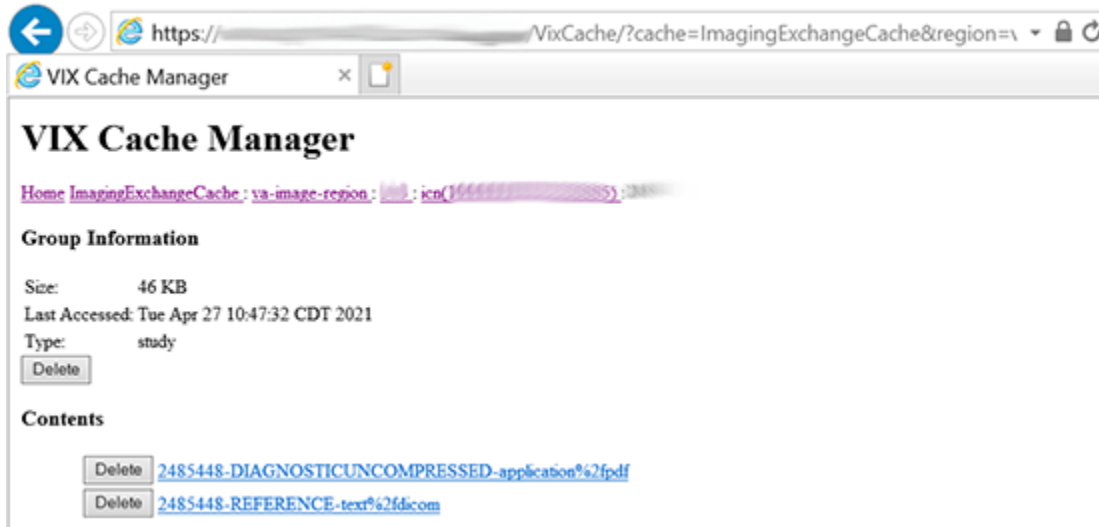 https:// /VixCache/?cache=ImagingExchangeCache&region=v
VIX Cache Manager
VIX Cache Manager
Home ImagingExchangeCache : va-image-region : : icn(1 5) :
Group Information
Size: 46 KB
Last Accessed: Tue Apr 27 10:47:32 CDT 2021
Type: study
Delete
Contents
Delete 2485448-DIAGNOSTICUNCOMPRESSED-application%2fpdf
Delete 2485448-REFERENCE-text%2fdicom